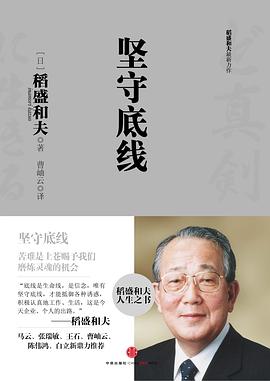 稻盛和夫最新力作
坚守底线
［日］稻盛和夫 著
曹岫云 译
坚守底线
苦难是上苍赐予我们
磨炼灵魂的机会
“底线是生命线，是信念。唯有
坚守底线，才能抵御各种诱惑，
积极认真地工作、生活，这是今
天企业、个人的出路。”
——稻盛和夫
马云、张瑞敏、王石、曹岫云、
陈伟鸿、自立新鼎力推荐
稻盛和夫
人生之书
中信出版社